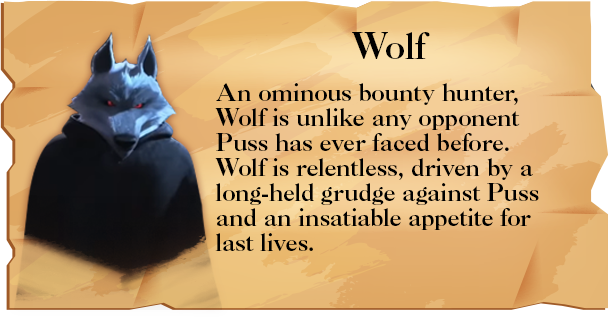 Wolf
An ominous bounty hunter,
Wolf is unlike any opponent
Puss has ever faced before.
Wolf is relentless, driven by a
long-held grudge against Puss
and an insatiable appetite for
last lives.